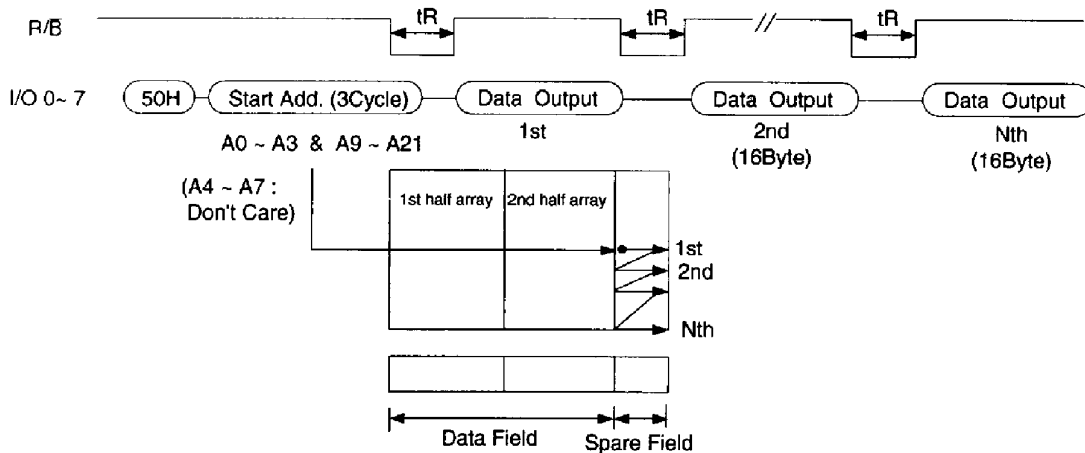 R/B
tR
tR
//
tR
I/O 0~ 7
50H
Start Add. (3Cycle)
Data Output
Data Output
Data Output
1st
2nd
(16Byte)
Nth
(16Byte)
A0 ~ A3 & A9 ~ A21
(A4 ~ A7 :
Don't Care)
1st half array
2nd half array
1st
2nd
Nth
Data Field
Spare Field